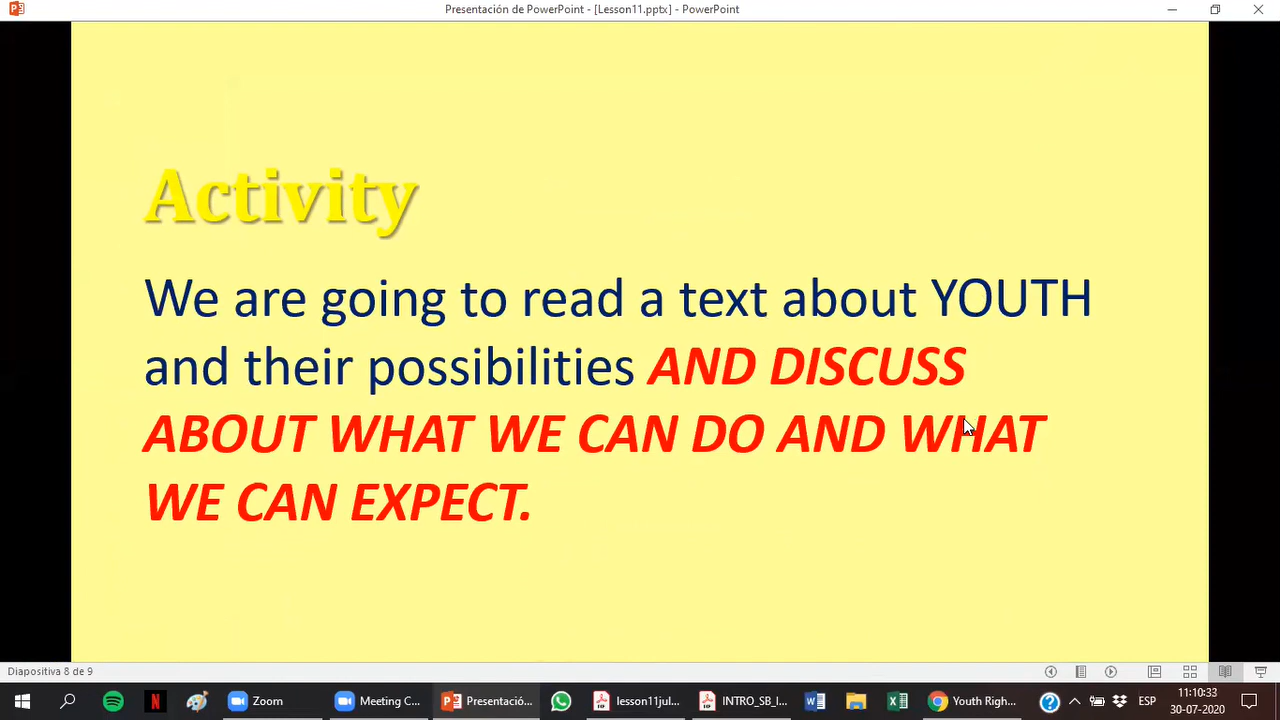 Presentación de PowerPoint - [Lesson11.pptx] - PowerPoint
Activity
We are going to read a text about YOUTH
and their possibilities AND DISCUSS
ABOUT WHAT WE CAN DO AND WHAT
WE CAN EXPECT.
Diapositiva 8 de 9
Zoom
Meeting C...
Presentació...
lesson11jul...
INTRO_SB_I...
Youth Righ...
ESP
11:10:33
30-07-2020